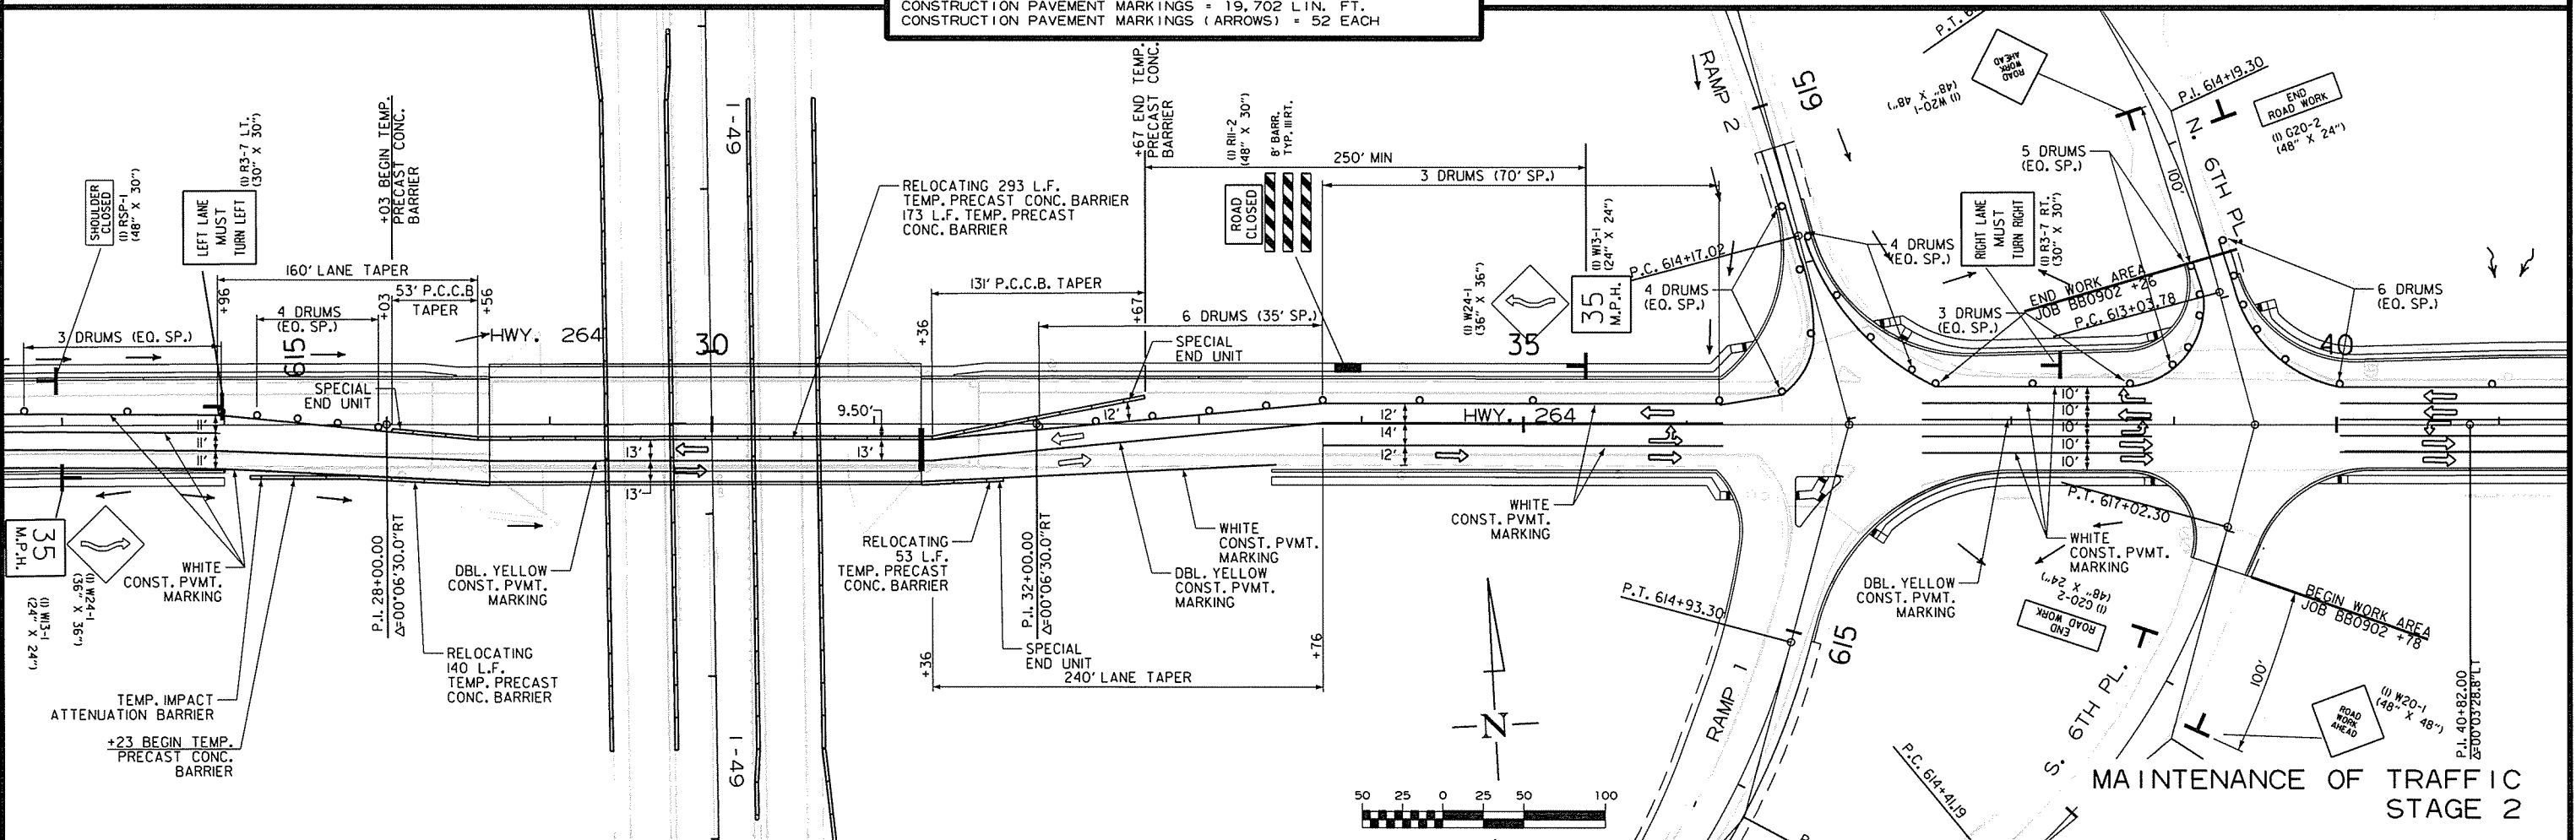 CONSTRUCTION PAVEMENT MARKINGS = 19,702 LIN. FT.
CONSTRUCTION PAVEMENT MARKINGS (ARROWS) = 52 EACH
SHOULDER
CLOSED
(1) RSP-1
(48" X 30")
LEFT LANE
MUST
TURN LEFT
(1) R3-7 LT.
(30" X 30")
+03 BEGIN TEMP.
PRECAST CONC.
BARRIER
160' LANE TAPER
+96
53' P.C.C.B
TAPER
+03
+56
4 DRUMS
(EQ. SP.)
3 DRUMS (EQ. SP.)
615
HWY. 264
SPECIAL
END UNIT
11'
11'
11'
35
M.P.H.
(1) W13-1
(24" X 24")
(1) W24-1
(36" X 36")
WHITE
CONST. PVMT.
MARKING
TEMP. IMPACT
ATTENUATION BARRIER
+23 BEGIN TEMP.
PRECAST CONC.
BARRIER
P.I. 28+00.00
Δ=00°06'30.0"RT
RELOCATING
140 L.F.
TEMP. PRECAST
CONC. BARRIER
DBL. YELLOW
CONST. PVMT.
MARKING
I-49
30
I-49
13'
13'
9.50'
13'
RELOCATING 293 L.F.
TEMP. PRECAST CONC. BARRIER
173 L.F. TEMP. PRECAST
CONC. BARRIER
+67 END TEMP.
PRECAST CONC.
BARRIER
131' P.C.C.B. TAPER
+36
+67
6 DRUMS (35' SP.)
SPECIAL
END UNIT
12'
RELOCATING
53 L.F.
TEMP. PRECAST
CONC. BARRIER
P.I. 32+00.00
Δ=00°06'30.0"RT
SPECIAL
END UNIT
WHITE
CONST. PVMT.
MARKING
DBL. YELLOW
CONST. PVMT.
MARKING
+36
240' LANE TAPER
+76
ROAD
CLOSED
(1) R11-2
(48" X 30")
8' BARR.
TYP. III RT.
250' MIN
3 DRUMS (70' SP.)
(1) W24-1
(36" X 36")
35
M.P.H.
(1) W13-1
(24" X 24")
35
12'
14'
12'
HWY. 264
WHITE
CONST. PVMT.
MARKING
N
50 25 0 25 50 100
RAMP 2
615
P.C. 614+17.02
4 DRUMS
(EQ. SP.)
4 DRUMS
(EQ. SP.)
3 DRUMS
(EQ. SP.)
RIGHT LANE
MUST
TURN RIGHT
(1) R3-7 RT.
(30" X 30")
P.T. 6
ROAD
WORK
AHEAD
(1) W20-1
(48" X 48")
5 DRUMS
(EQ. SP.)
100'
P.I. 614+19.30
N. 6TH PL.
END
ROAD WORK
(1) G20-2
(48" X 24")
END WORK AREA
JOB BB0902 +26
P.C. 613+03.78
6 DRUMS
(EQ. SP.)
40
10'
10'
10'
10'
10'
P.T. 617+02.30
WHITE
CONST. PVMT.
MARKING
DBL. YELLOW
CONST. PVMT.
MARKING
(1) G20-2
(48" X 24")
END
ROAD WORK
BEGIN WORK AREA
JOB BB0902 +78
100'
(1) W20-1
(48" X 48")
ROAD
WORK
AHEAD
S. 6TH PL.
P.I. 40+82.00
Δ=00°03'28.8"LT
P.T. 614+93.30
615
RAMP 1
P.C. 614+41.19
MAINTENANCE OF TRAFFIC
STAGE 2